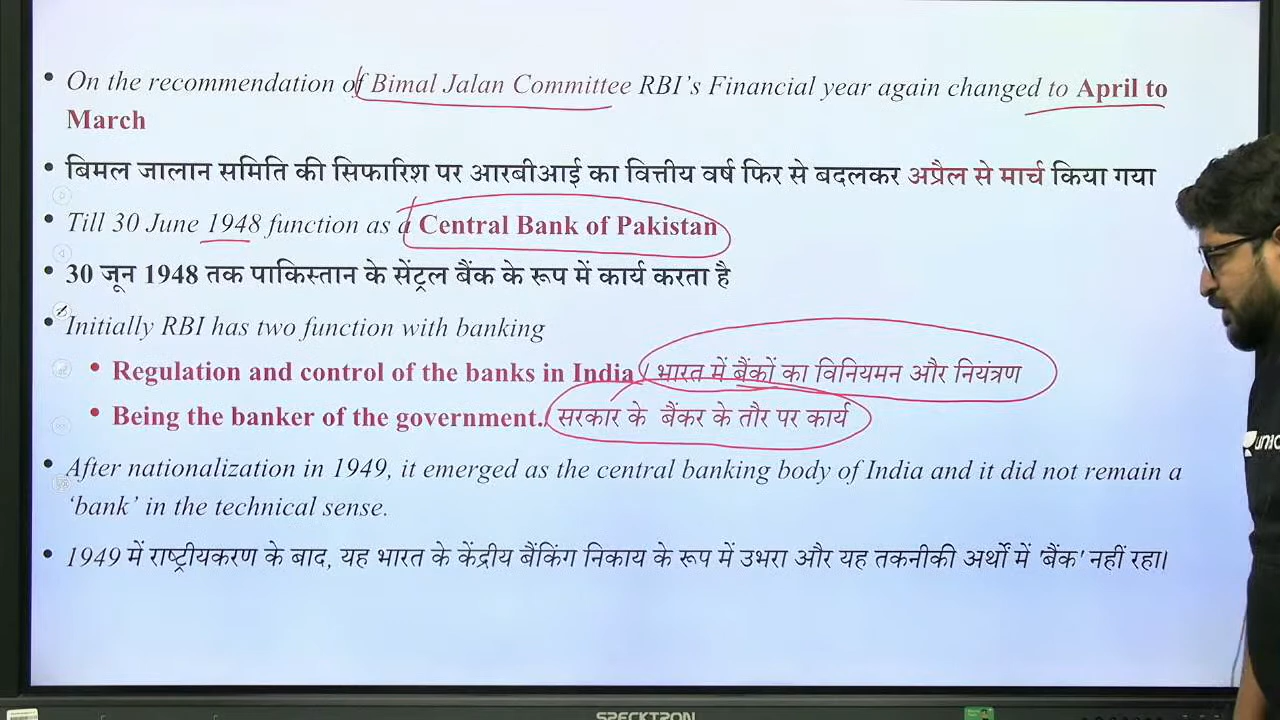 • On the recommendation of Bimal Jalan Committee RBI's Financial year again changed to April to
March
• बिमल जालान समिति की सिफारिश पर आरबीआई का वित्तीय वर्ष फिर से बदलकर अप्रैल से मार्च किया गया
• Till 30 June 1948 function as a Central Bank of Pakistan
• 30 जून 1948 तक पाकिस्तान के सेंट्रल बैंक के रूप में कार्य करता है
• Initially RBI has two function with banking
• Regulation and control of the banks in India / भारत में बैंकों का विनियमन और नियंत्रण
• Being the banker of the government./ सरकार के बैंकर के तौर पर कार्य
• After nationalization in 1949, it emerged as the central banking body of India and it did not remain a
'bank' in the technical sense.
• 1949 में राष्ट्रीयकरण के बाद, यह भारत के केंद्रीय बैंकिंग निकाय के रूप में उभरा और यह तकनीकी अर्थों में 'बैंक' नहीं रहा।
SPECKTRON